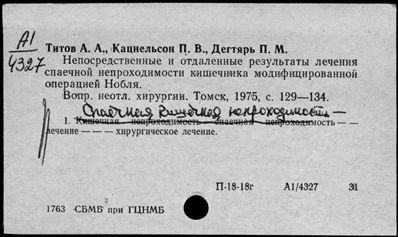 А1
4327
Титов А. А., Кацнельсон П. В., Дегтярь П. М.
Непосредственные и отдаленные результаты лечения
спаечной непроходимости кишечника модифицированной
операцией Нобля.
Вопр. неотл. хирургии. Томск, 1975, с. 129—134.
Спаечная кишечная непроходимость —
1. Кишечная непроходимость — спаечная непроходимость — —
лечение — — — хирургическое лечение.
П-18-18г А1/4327 31
1763 СБМБ при ГЦНМБ